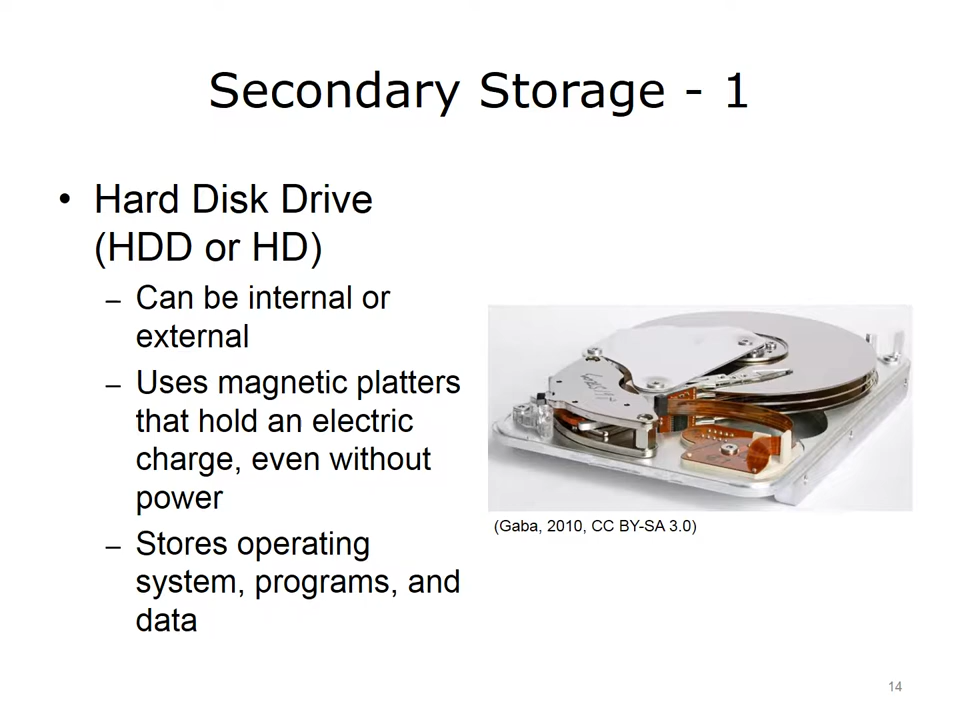 Secondary Storage - 1
• Hard Disk Drive
(HDD or HD)
– Can be internal or
external
– Uses magnetic platters
that hold an electric
charge, even without
power
– Stores operating
system, programs, and
data
(Gaba, 2010, CC BY-SA 3.0)
14